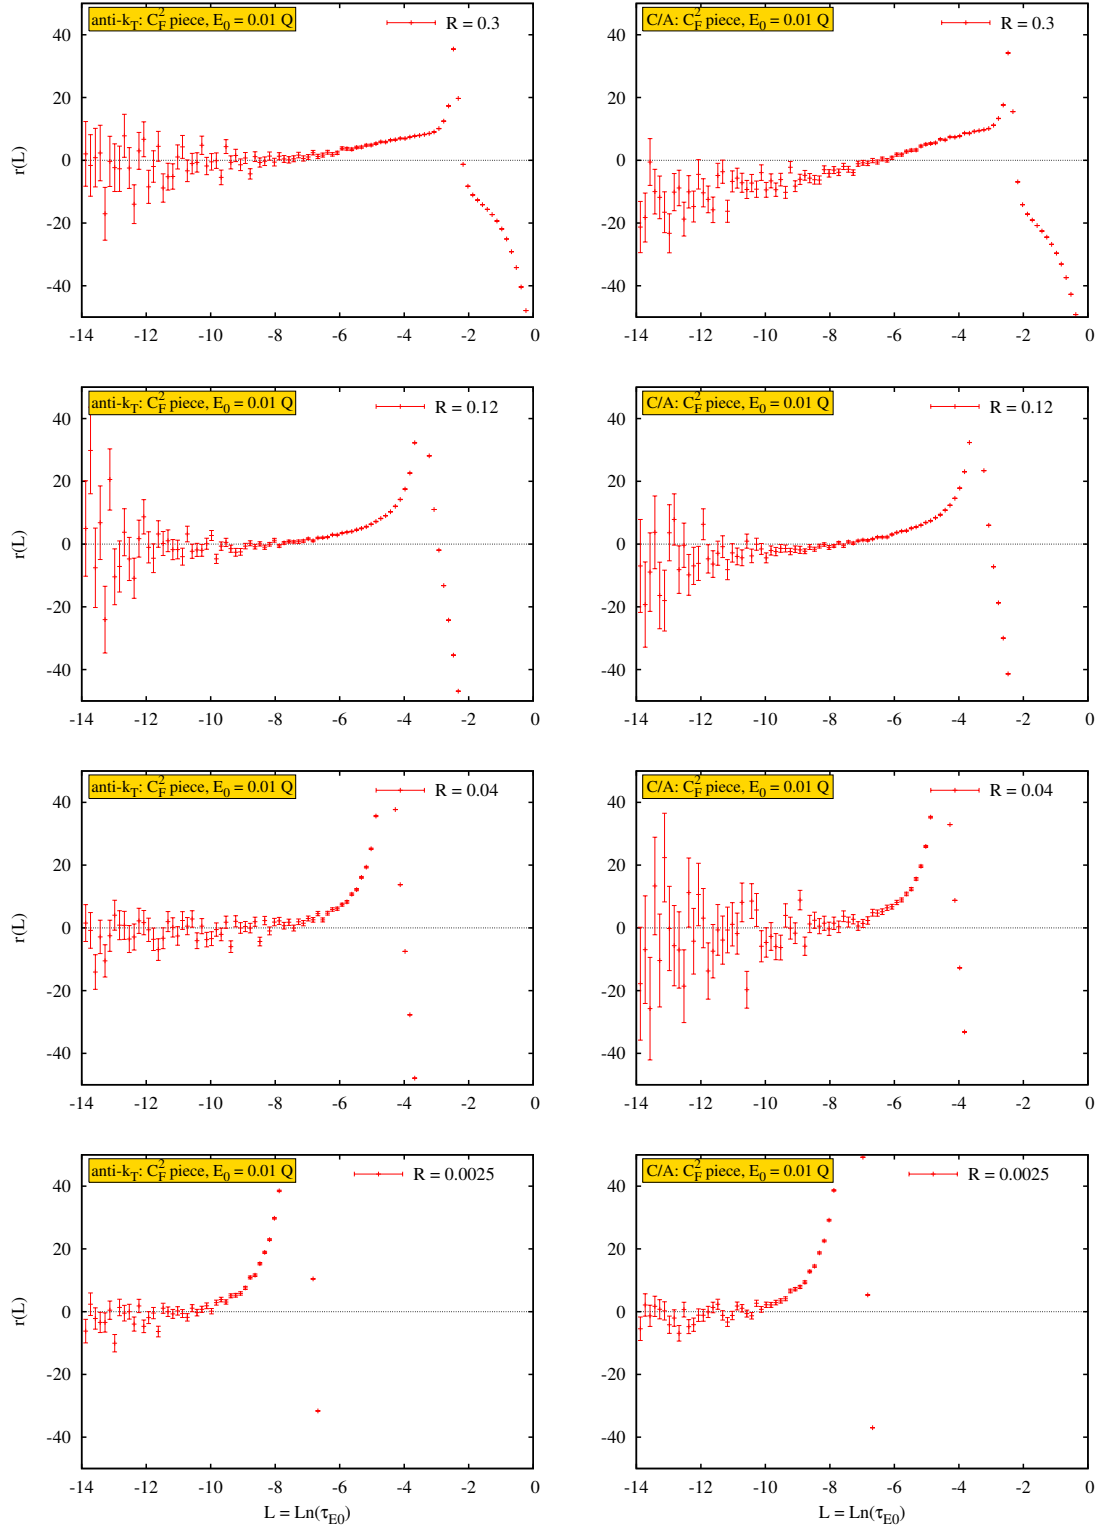 anti-k_T: C_F^2 piece, E_0 = 0.01 Q
R = 0.3
40
20
0
-20
-40
r(L)
-14 -12 -10 -8 -6 -4 -2 0
C/A: C_F^2 piece, E_0 = 0.01 Q
R = 0.3
40
20
0
-20
-40
-14 -12 -10 -8 -6 -4 -2 0
anti-k_T: C_F^2 piece, E_0 = 0.01 Q
R = 0.12
40
20
0
-20
-40
r(L)
-14 -12 -10 -8 -6 -4 -2 0
C/A: C_F^2 piece, E_0 = 0.01 Q
R = 0.12
40
20
0
-20
-40
-14 -12 -10 -8 -6 -4 -2 0
anti-k_T: C_F^2 piece, E_0 = 0.01 Q
R = 0.04
40
20
0
-20
-40
r(L)
-14 -12 -10 -8 -6 -4 -2 0
C/A: C_F^2 piece, E_0 = 0.01 Q
R = 0.04
40
20
0
-20
-40
-14 -12 -10 -8 -6 -4 -2 0
anti-k_T: C_F^2 piece, E_0 = 0.01 Q
R = 0.0025
40
20
0
-20
-40
r(L)
-14 -12 -10 -8 -6 -4 -2 0
L = Ln(τ_E0)
C/A: C_F^2 piece, E_0 = 0.01 Q
R = 0.0025
40
20
0
-20
-40
-14 -12 -10 -8 -6 -4 -2 0
L = Ln(τ_E0)